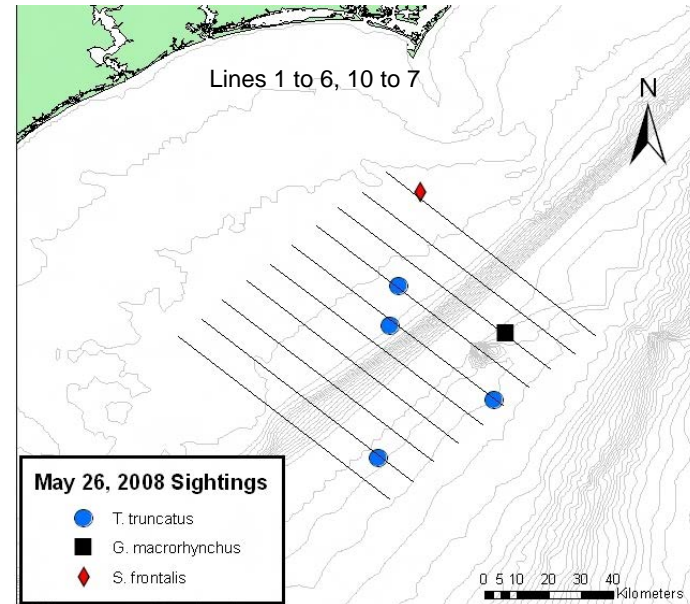 Lines 1 to 6, 10 to 7
N
May 26, 2008 Sightings
T. truncatus
G. macrorhynchus
S. frontalis
0 5 10 20 30 40
Kilometers